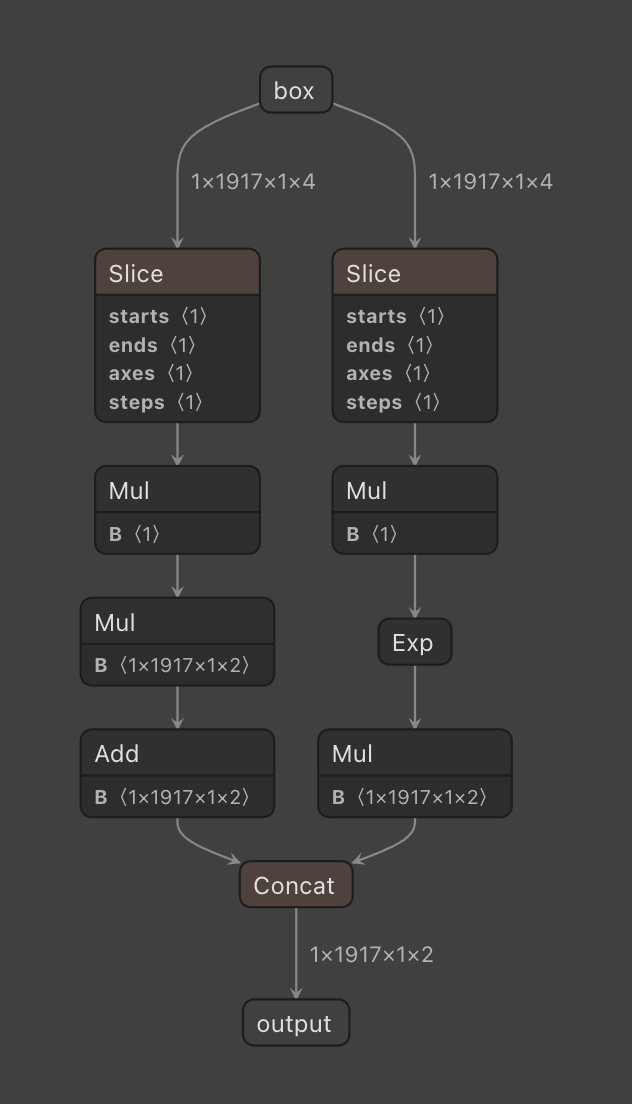 box
1×1917×1×4
1×1917×1×4
Slice
starts 〈1〉
ends 〈1〉
axes 〈1〉
steps 〈1〉
Slice
starts 〈1〉
ends 〈1〉
axes 〈1〉
steps 〈1〉
Mul
B 〈1〉
Mul
B 〈1〉
Mul
B 〈1×1917×1×2〉
Exp
Add
B 〈1×1917×1×2〉
Mul
B 〈1×1917×1×2〉
Concat
1×1917×1×2
output